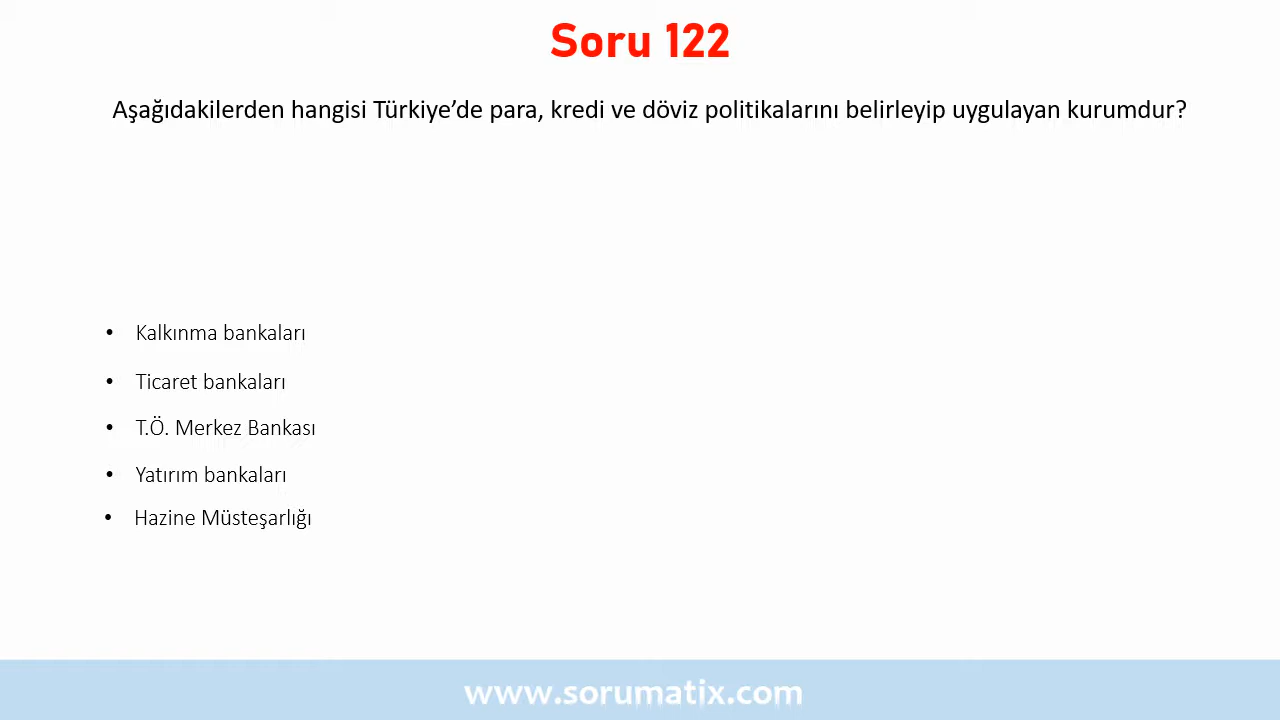 Soru 122
Aşağıdakilerden hangisi Türkiye’de para, kredi ve döviz politikalarını belirleyip uygulayan kurumdur?
• Kalkınma bankaları
• Ticaret bankaları
• T.Ö. Merkez Bankası
• Yatırım bankaları
• Hazine Müsteşarlığı
www.sorumatix.com